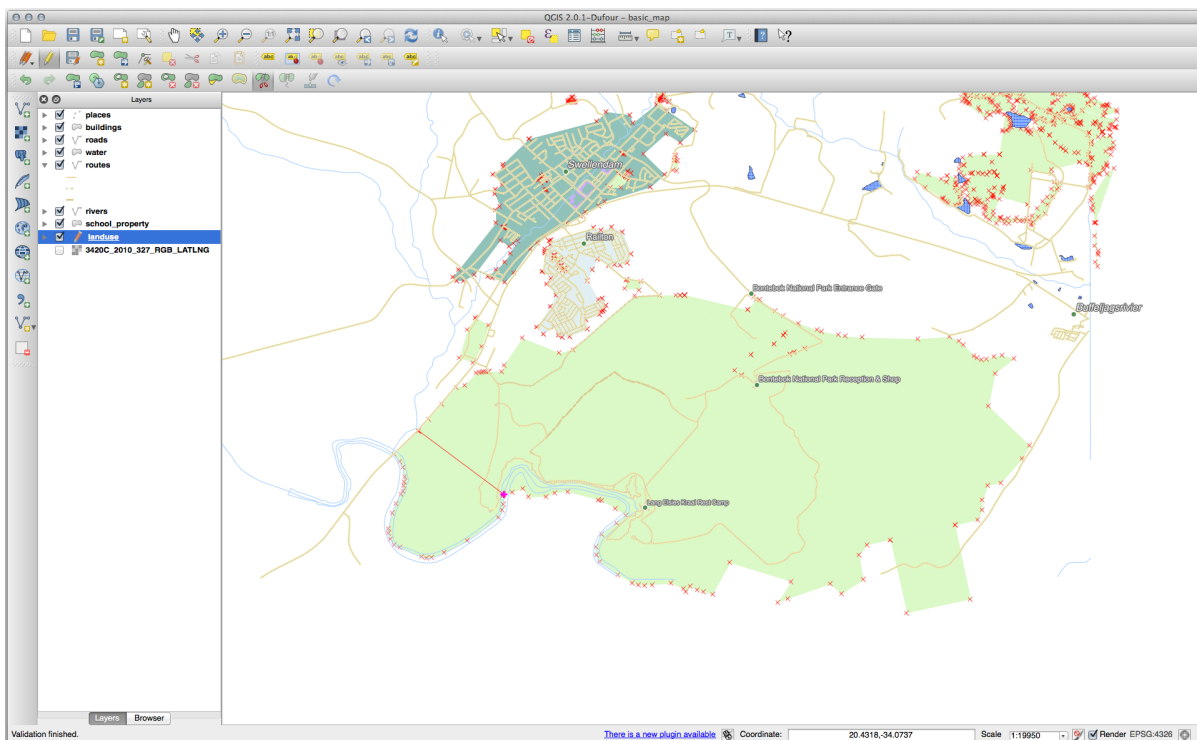 QGIS 2.0.1-Dufour - basic_map
Layers
places
buildings
roads
water
routes
rivers
school_property
landuse
3420C_2010_327_RGB_LATLNG
Swellendam
Railton
Bontebok National Park Entrance Gate
Buffeljagsrivier
Bontebok National Park Reception & Shop
Lang Elsies Kraal Rest Camp
Layers Browser
Validation finished.
There is a new plugin available
Coordinate:
20.4318,-34.0737
Scale
1:19950
Render
EPSG:4326